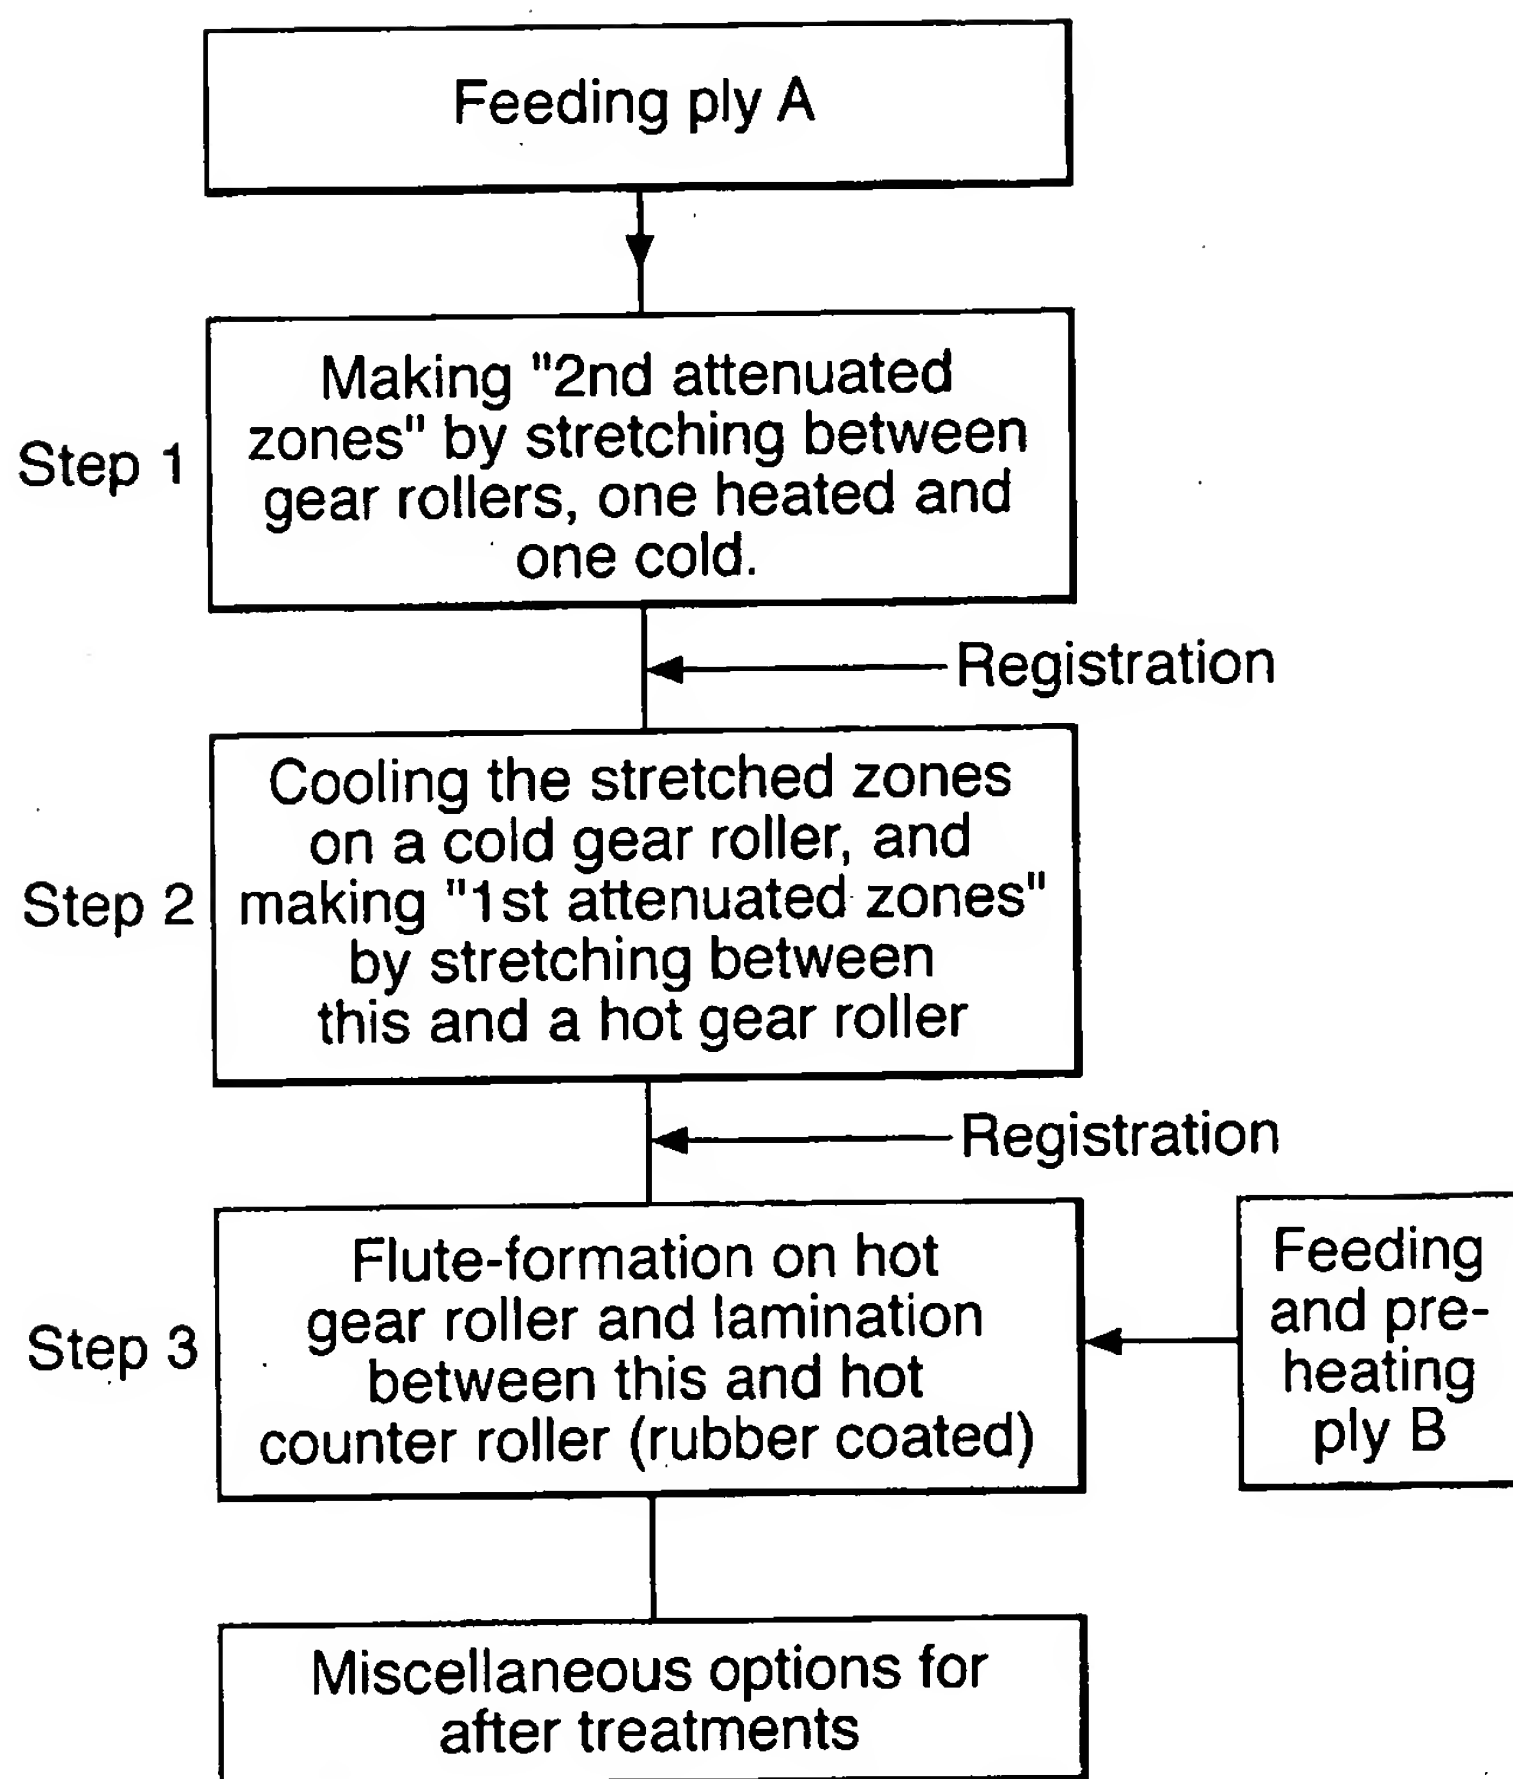 Feeding ply A
Step 1
Making "2nd attenuated
zones" by stretching between
gear rollers, one heated and
one cold.
Registration
Step 2
Cooling the stretched zones
on a cold gear roller, and
making "1st attenuated zones"
by stretching between
this and a hot gear roller
Registration
Step 3
Flute-formation on hot
gear roller and lamination
between this and hot
counter roller (rubber coated)
Feeding
and pre-
heating
ply B
Miscellaneous options for
after treatments